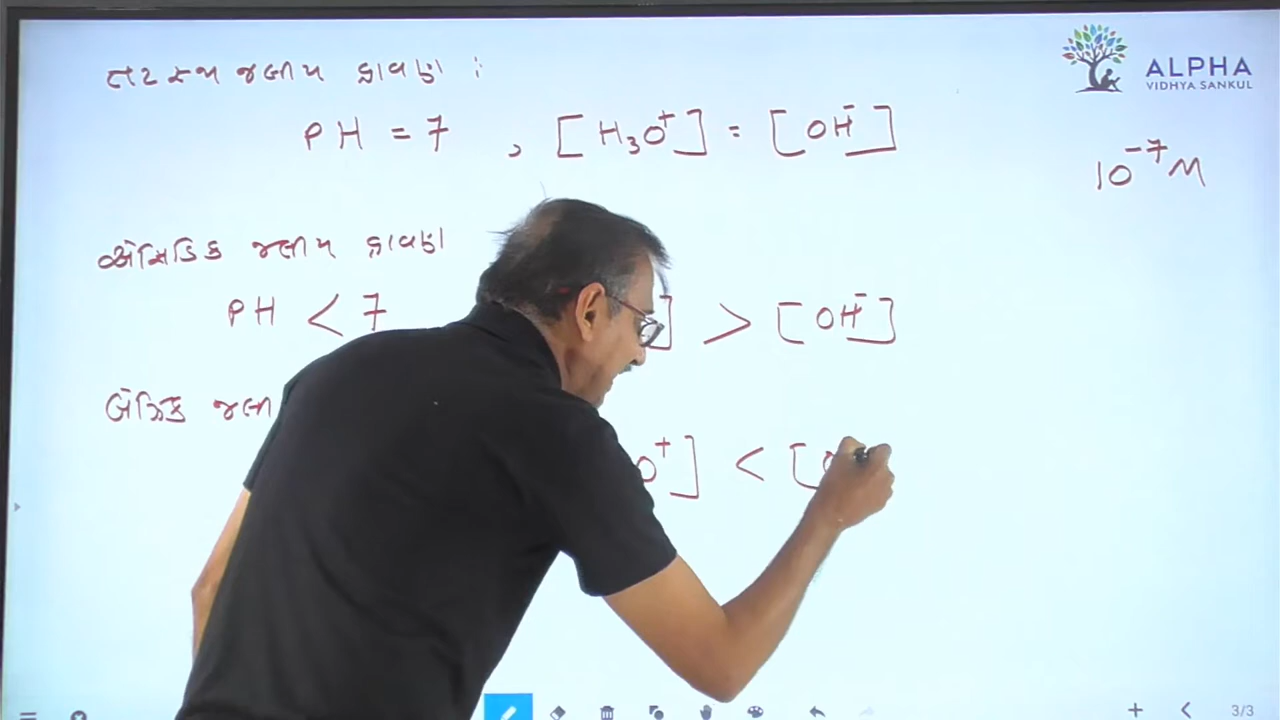 ALPHA
VIDHYA SANKUL
તટસ્થ જલીય દ્રાવણ :
PH = 7 , [H₃O⁺] = [OH⁻]
10⁻⁷ M
એસિડિક જલીય દ્રાવણ
PH < 7 ] > [OH⁻]
બેઝિક જલી
O⁺] < [O
3/3